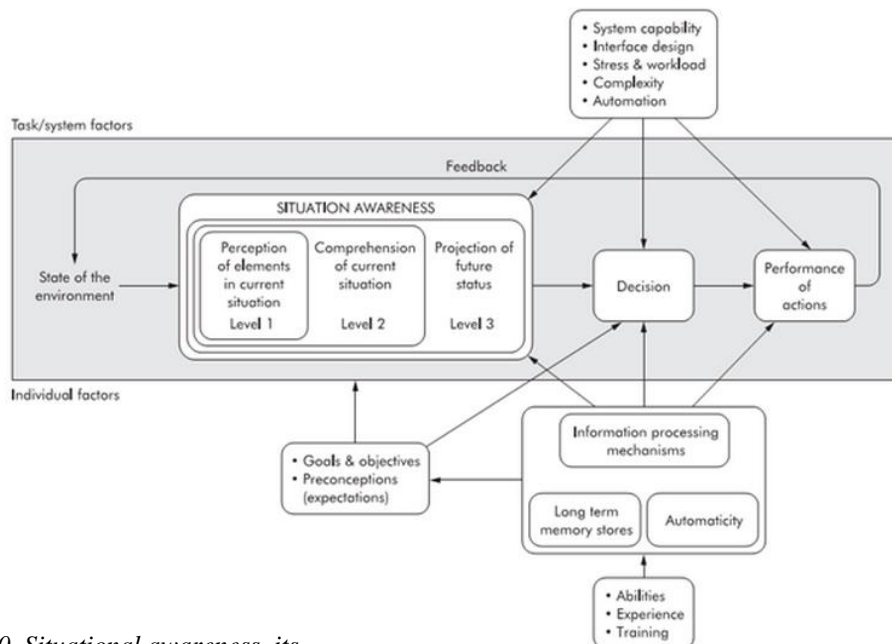 • System capability
• Interface design
• Stress & workload
• Complexity
• Automation
Task/system factors
Feedback
SITUATION AWARENESS
Perception
of elements
in current
situation
Level 1
Comprehension
of current
situation
Level 2
Projection of
future
status
Level 3
State of the
environment
Decision
Performance
of
actions
Individual factors
• Goals & objectives
• Preconceptions
(expectations)
Information processing
mechanisms
Long term
memory stores
Automaticity
• Abilities
• Experience
• Training
Situational awareness, its